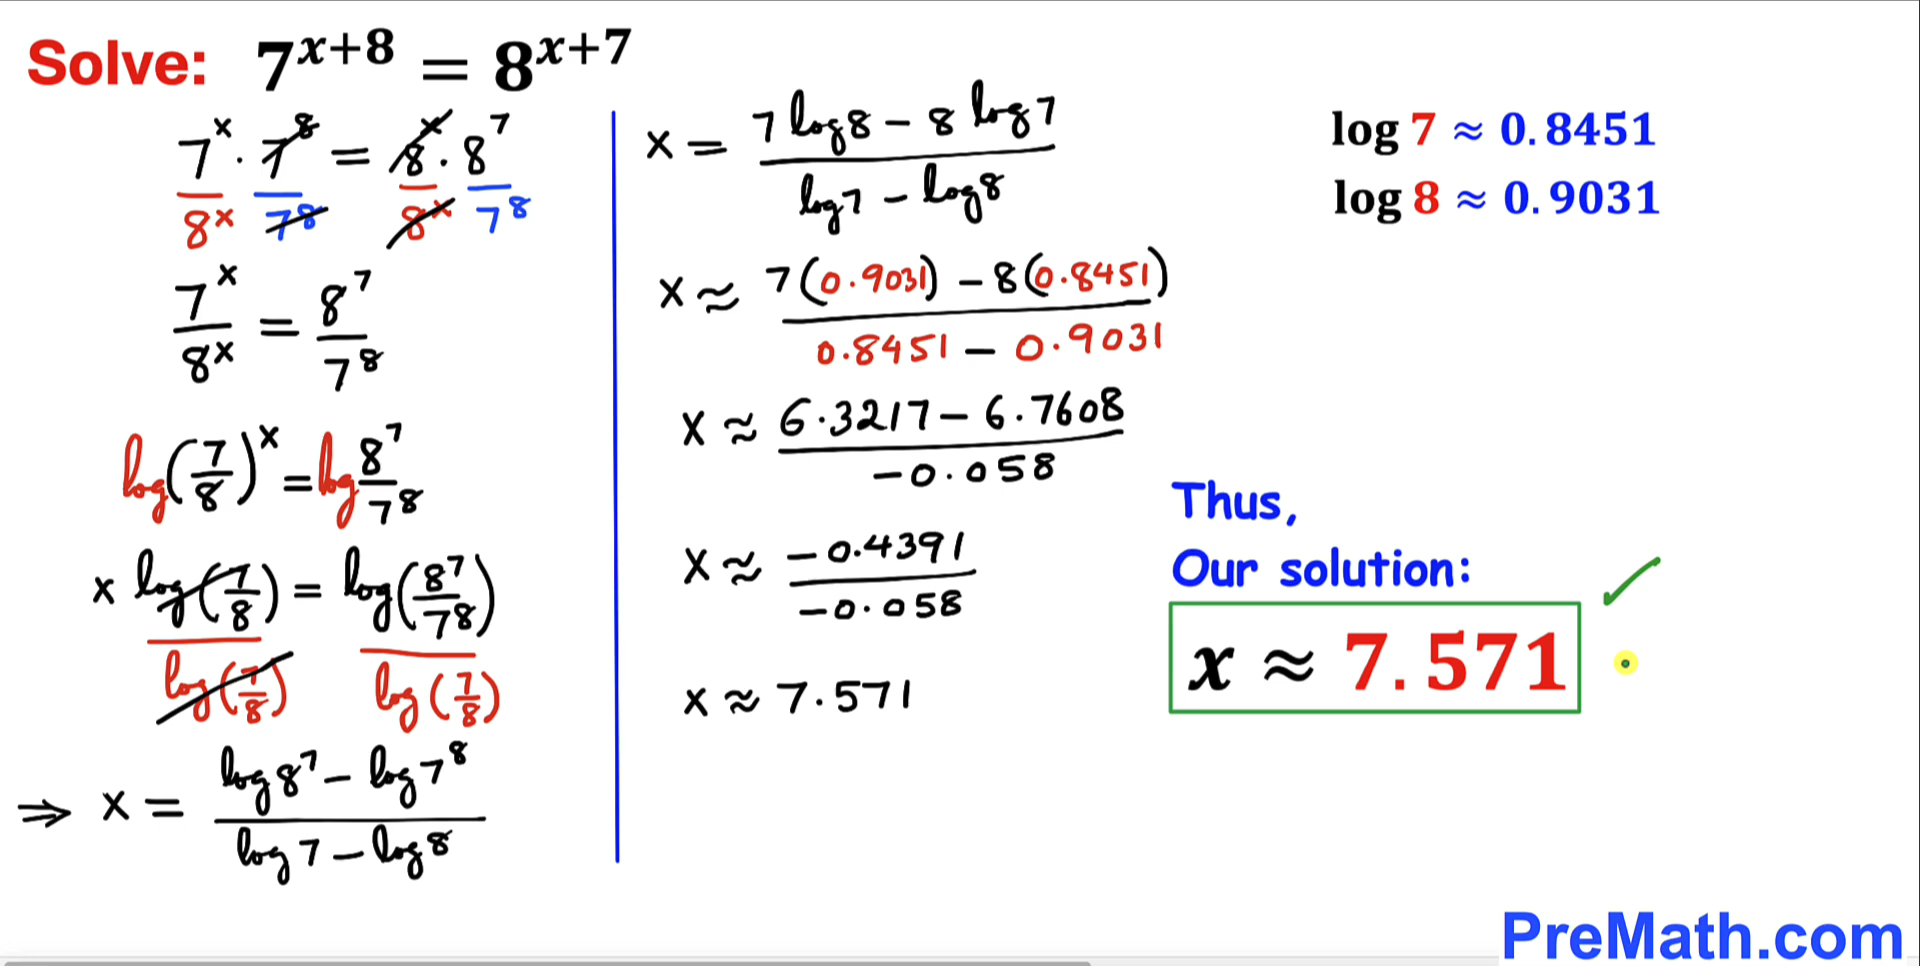 Solve: 7^{x+8} = 8^{x+7}
7^x · 7^8 = 8^x · 8^7
8^x 7^8 8^x 7^8
7^x / 8^x = 8^7 / 7^8
log(7/8)^x = log 8^7 / 7^8
x log(7/8) = log(8^7 / 7^8)
log(7/8) log(7/8)
⇒ x = log 8^7 − log 7^8
log 7 − log 8
x = 7 log 8 − 8 log 7
log 7 − log 8
x ≈ 7(0.9031) − 8(0.8451)
0.8451 − 0.9031
x ≈ 6.3217 − 6.7608
−0.058
x ≈ −0.4391
−0.058
x ≈ 7.571
log 7 ≈ 0.8451
log 8 ≈ 0.9031
Thus,
Our solution: ✓
x ≈ 7.571
PreMath.com